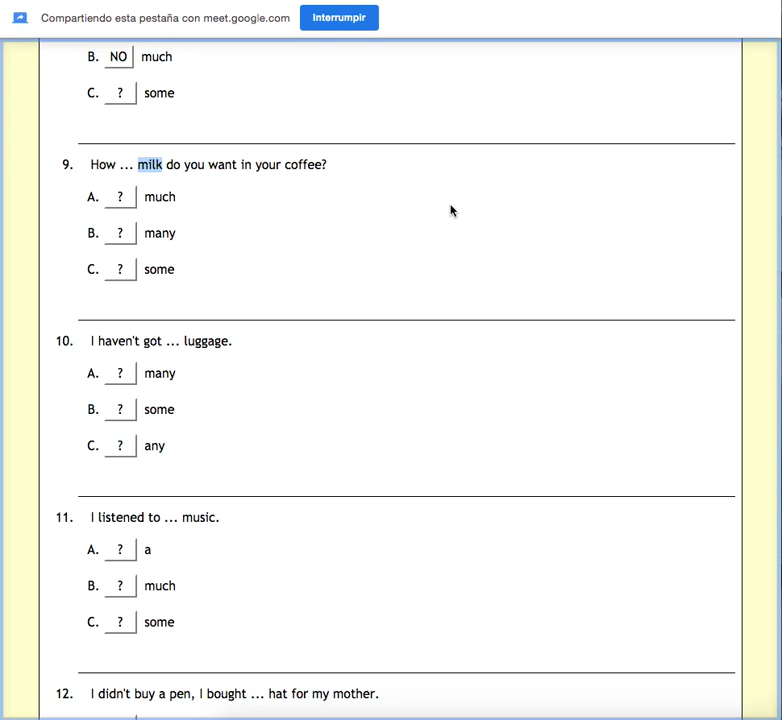 Compartiendo esta pestaña con meet.google.com Interrumpir
B. NO much
C. ? some
9. How ... milk do you want in your coffee?
A. ? much
B. ? many
C. ? some
10. I haven't got ... luggage.
A. ? many
B. ? some
C. ? any
11. I listened to ... music.
A. ? a
B. ? much
C. ? some
12. I didn't buy a pen, I bought ... hat for my mother.